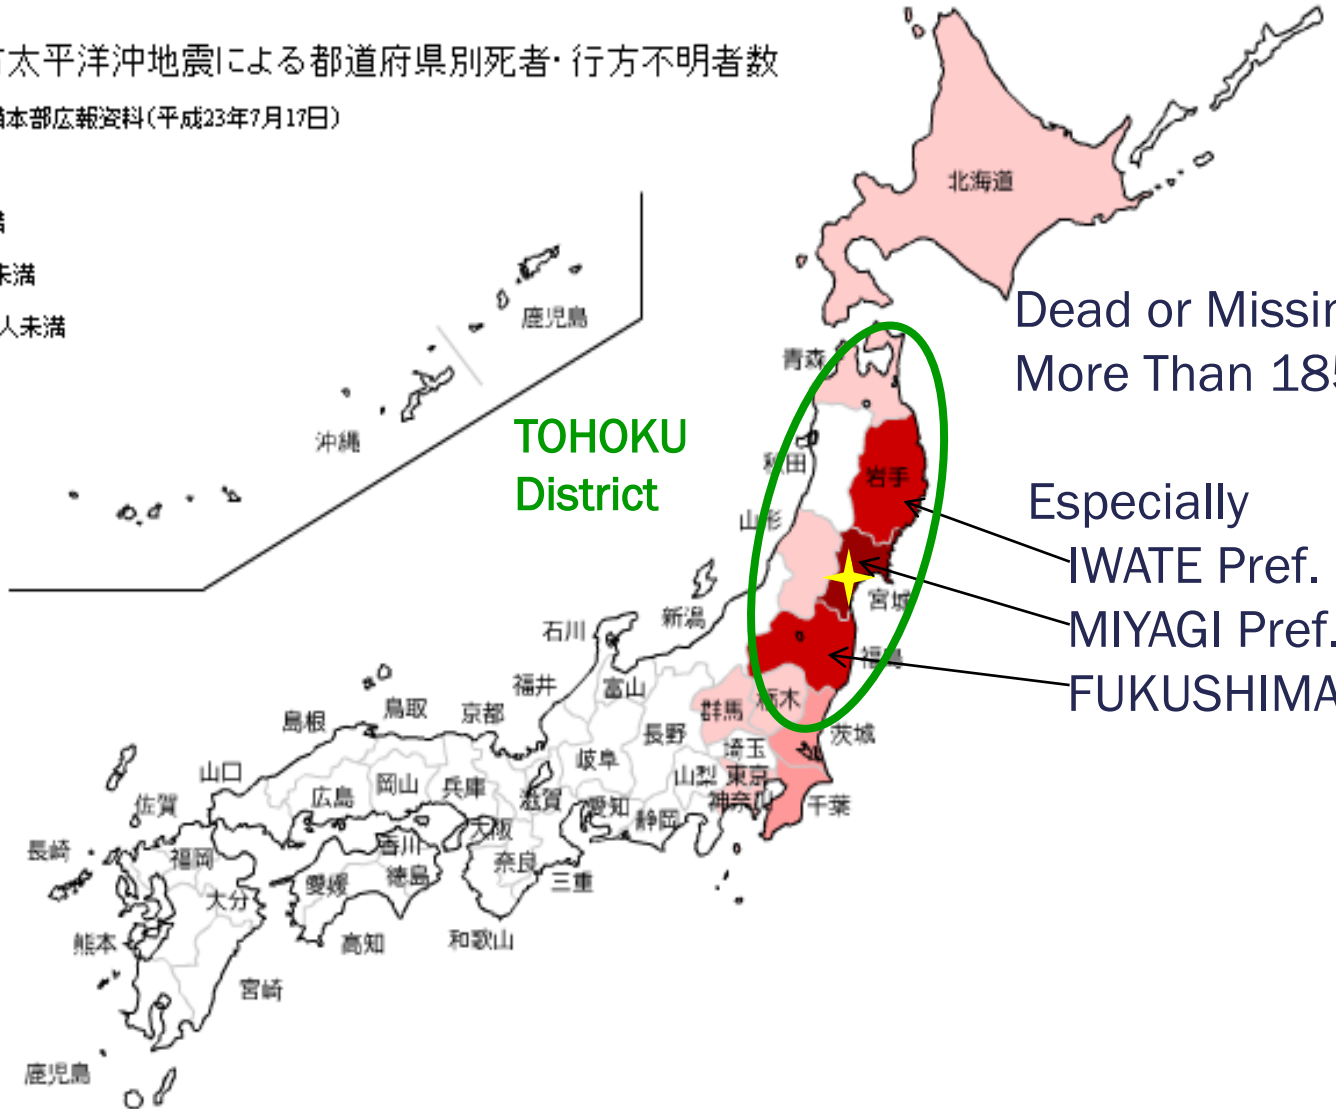 太平洋沖地震による都道府県別死者・行方不明者数
本部広報資料(平成23年7月17日)
未満
人未満
北海道
鹿児島
沖縄
Dead or
More Than
青森
TOHOKU
District
秋田
岩手
山形
Especially
IWATE Pref.
MIYAGI Pref.
FUKUSHIMA
宮城
新潟
石川
福島
富山
福井
群馬
栃木
鳥取
京都
島根
長野
茨城
埼玉
岐阜
山口
岡山
兵庫
山梨
東京
広島
滋賀
愛知
神奈川
千葉
佐賀
静岡
大阪
香川
長崎
福岡
奈良
徳島
愛媛
三重
大分
熊本
高知
和歌山
宮崎
鹿児島